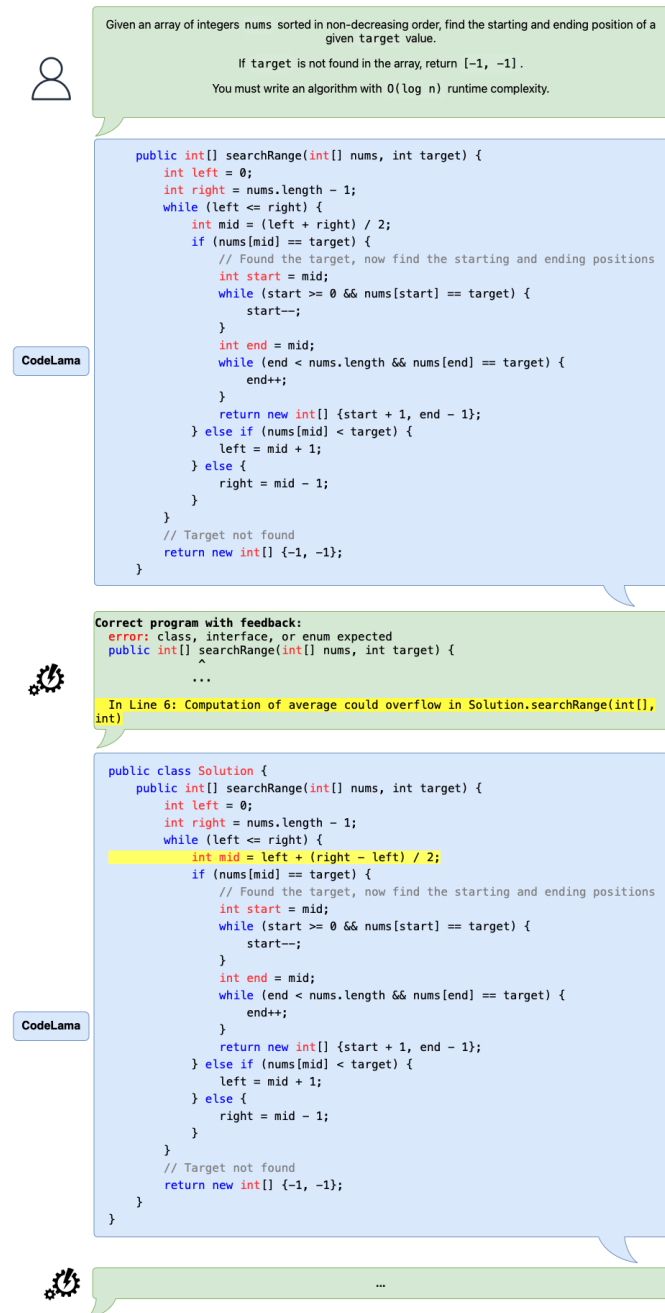 Given an array of integers nums sorted in non-decreasing order, find the starting and ending position of a
given target value.
If target is not found in the array, return [-1, -1].
You must write an algorithm with O(log n) runtime complexity.
public int[] searchRange(int[] nums, int target) {
int left = 0;
int right = nums.length - 1;
while (left <= right) {
int mid = (left + right) / 2;
if (nums[mid] == target) {
// Found the target, now find the starting and ending positions
int start = mid;
while (start >= 0 && nums[start] == target) {
start--;
}
int end = mid;
while (end < nums.length && nums[end] == target) {
end++;
}
return new int[] {start + 1, end - 1};
} else if (nums[mid] < target) {
left = mid + 1;
} else {
right = mid - 1;
}
}
// Target not found
return new int[] {-1, -1};
}
CodeLama
Correct program with feedback:
error: class, interface, or enum expected
public int[] searchRange(int[] nums, int target) {
^
...
In Line 6: Computation of average could overflow in Solution.searchRange(int[],
int)
public class Solution {
public int[] searchRange(int[] nums, int target) {
int left = 0;
int right = nums.length - 1;
while (left <= right) {
int mid = left + (right - left) / 2;
if (nums[mid] == target) {
// Found the target, now find the starting and ending positions
int start = mid;
while (start >= 0 && nums[start] == target) {
start--;
}
int end = mid;
while (end < nums.length && nums[end] == target) {
end++;
}
return new int[] {start + 1, end - 1};
} else if (nums[mid] < target) {
left = mid + 1;
} else {
right = mid - 1;
}
}
// Target not found
return new int[] {-1, -1};
}
}
CodeLama
...